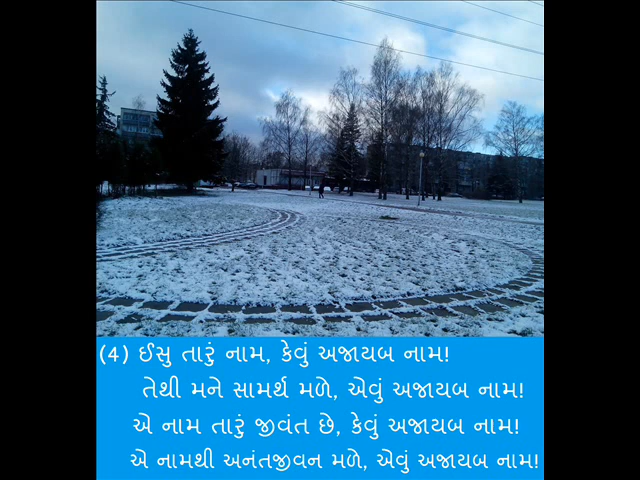 (4) ઈસુ તારું નામ, કેવું અજાયબ નામ!
તેથી મને સામર્થ મળે, એવું અજાયબ નામ!
એ નામ તારું જીવંત છે, કેવું અજાયબ નામ!
એ નામથી અનંતજીવન મળે, એવું અજાયબ નામ!